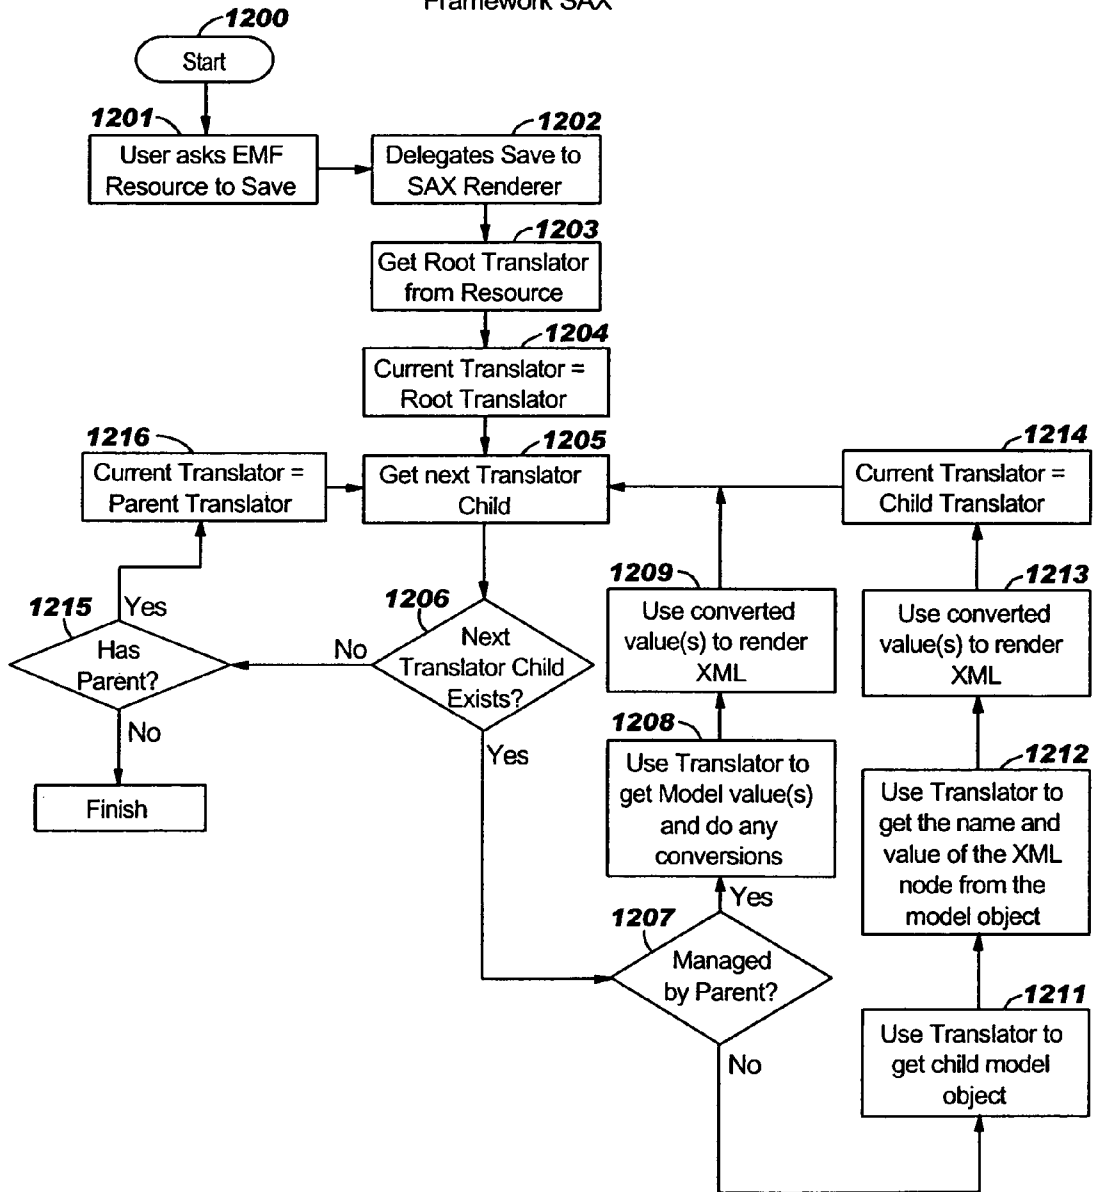 Framework SAX
1200
Start
1201
User asks EMF
Resource to Save
1202
Delegates Save to
SAX Renderer
1203
Get Root Translator
from Resource
1204
Current Translator =
Root Translator
1205
Get next Translator
Child
1216
Current Translator =
Parent Translator
1214
Current Translator =
Child Translator
1215
Has
Parent?
Yes
No
Finish
1206
Next
Translator Child
Exists?
No
Yes
1209
Use converted
value(s) to render
XML
1208
Use Translator to
get Model value(s)
and do any
conversions
Yes
1207
Managed
by Parent?
No
1213
Use converted
value(s) to render
XML
1212
Use Translator to
get the name and
value of the XML
node from the
model object
1211
Use Translator to
get child model
object